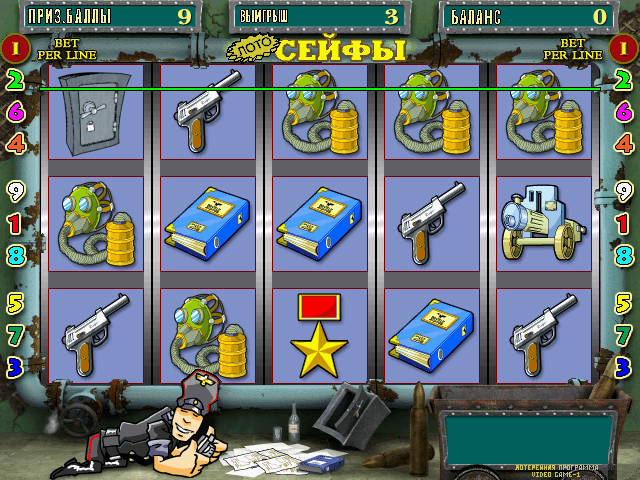 ПРИЗ.БАЛЛЫ 9
ВЫИГРЫШ 3
БАЛАНС 0
1 BET PER LINE
ЛОТО СЕЙФЫ
BET PER LINE 1
2 2
6 6
4 4
9 9
1 1
8 8
5 5
7 7
3 3
ЛОТЕРЕЙНАЯ ПРОГРАММА
VIDEO GAME-1